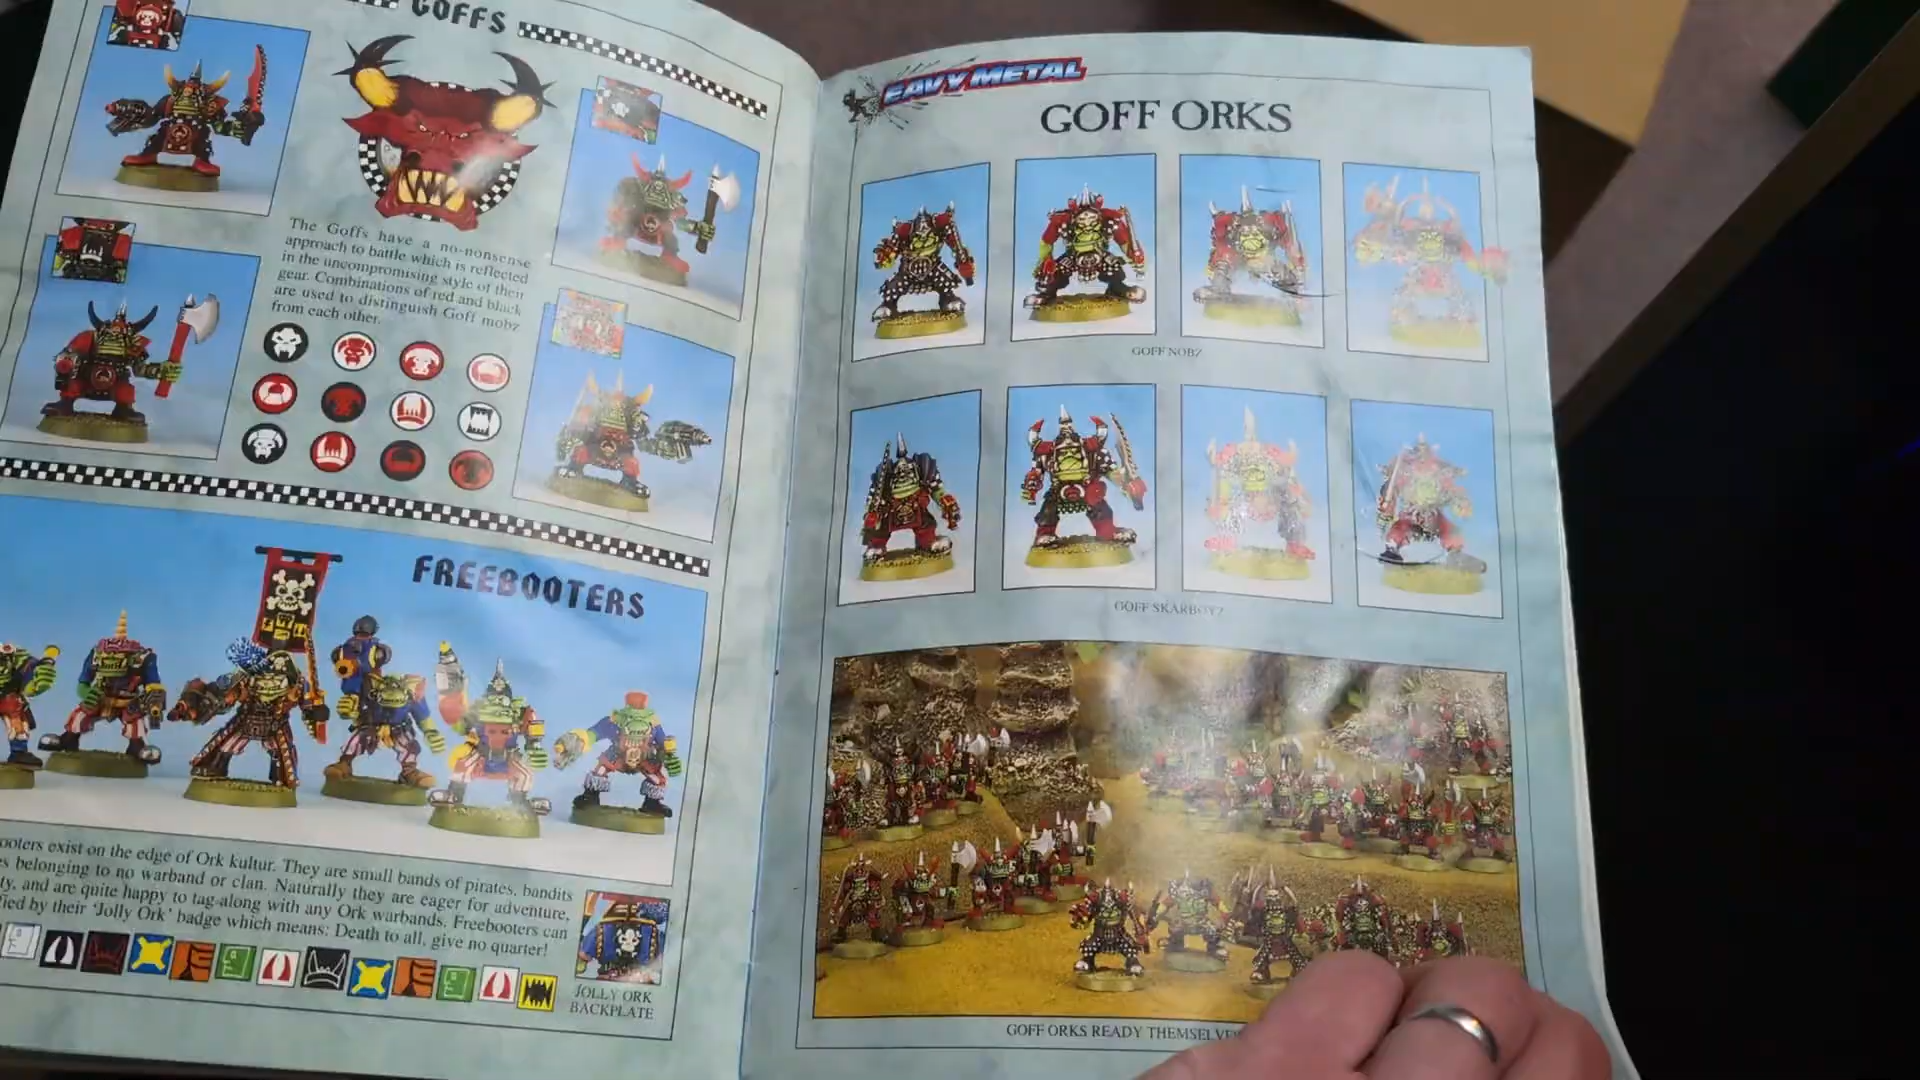 GOFFS
The Goffs have a no-nonsense
approach to battle which is reflected
in the uncompromising style of their
gear. Combinations of red and black
are used to distinguish Goff mobz
from each other.
FREEBOOTERS
ooters exist on the edge of Ork kultur. They are small bands of pirates, bandits
s belonging to no warband or clan. Naturally they are eager for adventure,
ty, and are quite happy to tag-along with any Ork warbands. Freebooters can
fied by their 'Jolly Ork' badge which means: Death to all, give no quarter!
JOLLY ORK
BACKPLATE
EAVY METAL
GOFF ORKS
GOFF NOBZ
GOFF SKARBOYZ
GOFF ORKS READY THEMSELVES